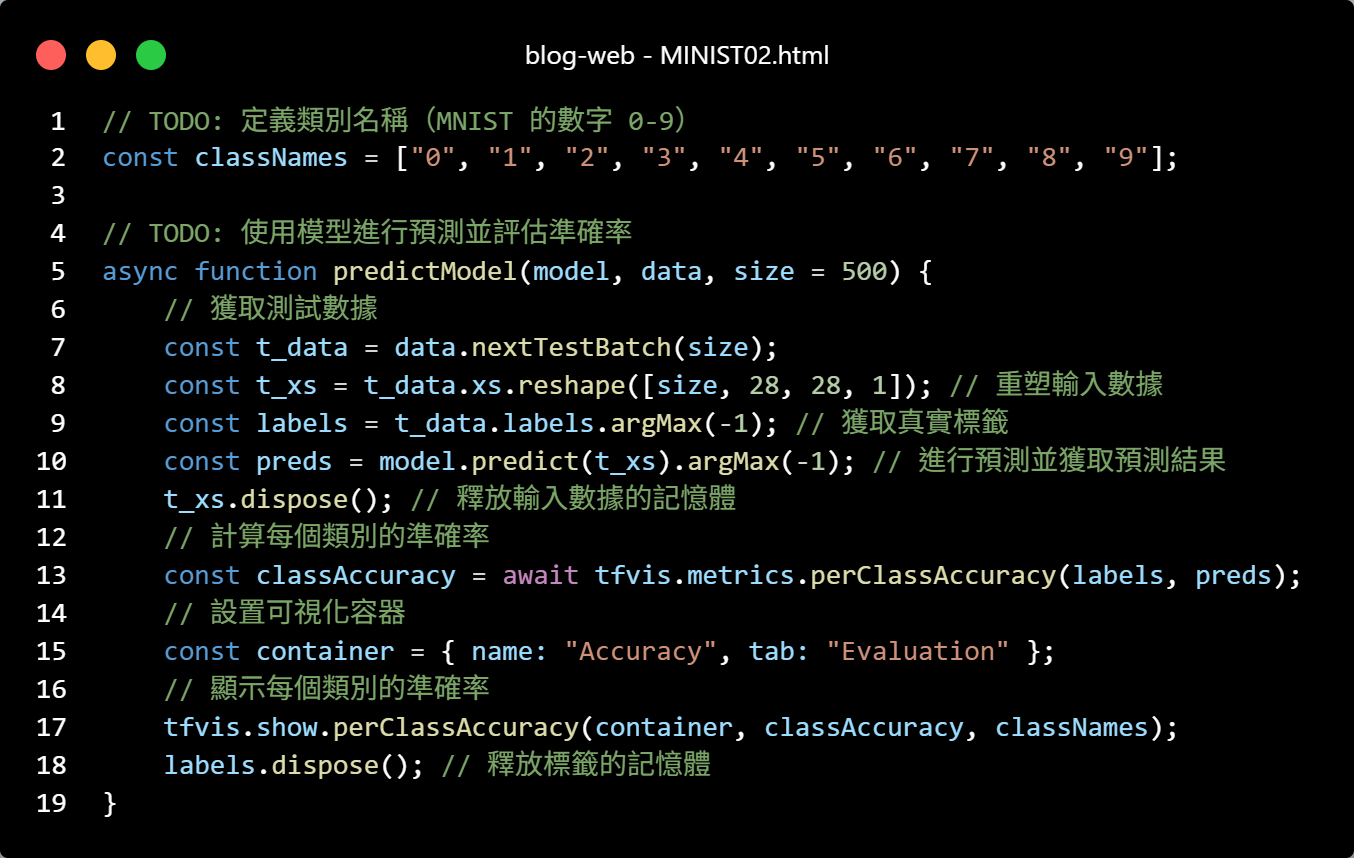 blog-web - MINIST02.html
1 // TODO: 定義類別名稱（MNIST 的數字 0-9）
2 const classNames = ["0", "1", "2", "3", "4", "5", "6", "7", "8", "9"];
3
4 // TODO: 使用模型進行預測並評估準確率
5 async function predictModel(model, data, size = 500) {
6     // 獲取測試數據
7     const t_data = data.nextTestBatch(size);
8     const t_xs = t_data.xs.reshape([size, 28, 28, 1]); // 重塑輸入數據
9     const labels = t_data.labels.argMax(-1); // 獲取真實標籤
10     const preds = model.predict(t_xs).argMax(-1); // 進行預測並獲取預測結果
11     t_xs.dispose(); // 釋放輸入數據的記憶體
12     // 計算每個類別的準確率
13     const classAccuracy = await tfvis.metrics.perClassAccuracy(labels, preds);
14     // 設置可視化容器
15     const container = { name: "Accuracy", tab: "Evaluation" };
16     // 顯示每個類別的準確率
17     tfvis.show.perClassAccuracy(container, classAccuracy, classNames);
18     labels.dispose(); // 釋放標籤的記憶體
19 }